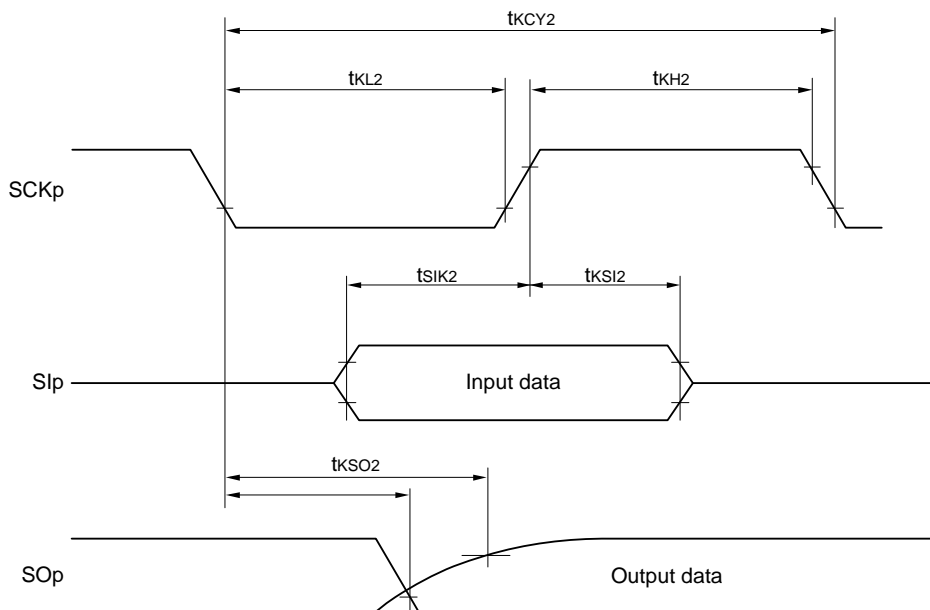 tKCY2
tKL2
tKH2
SCKp
tSIK2
tKSI2
SIp
Input data
tKSO2
SOp
Output data